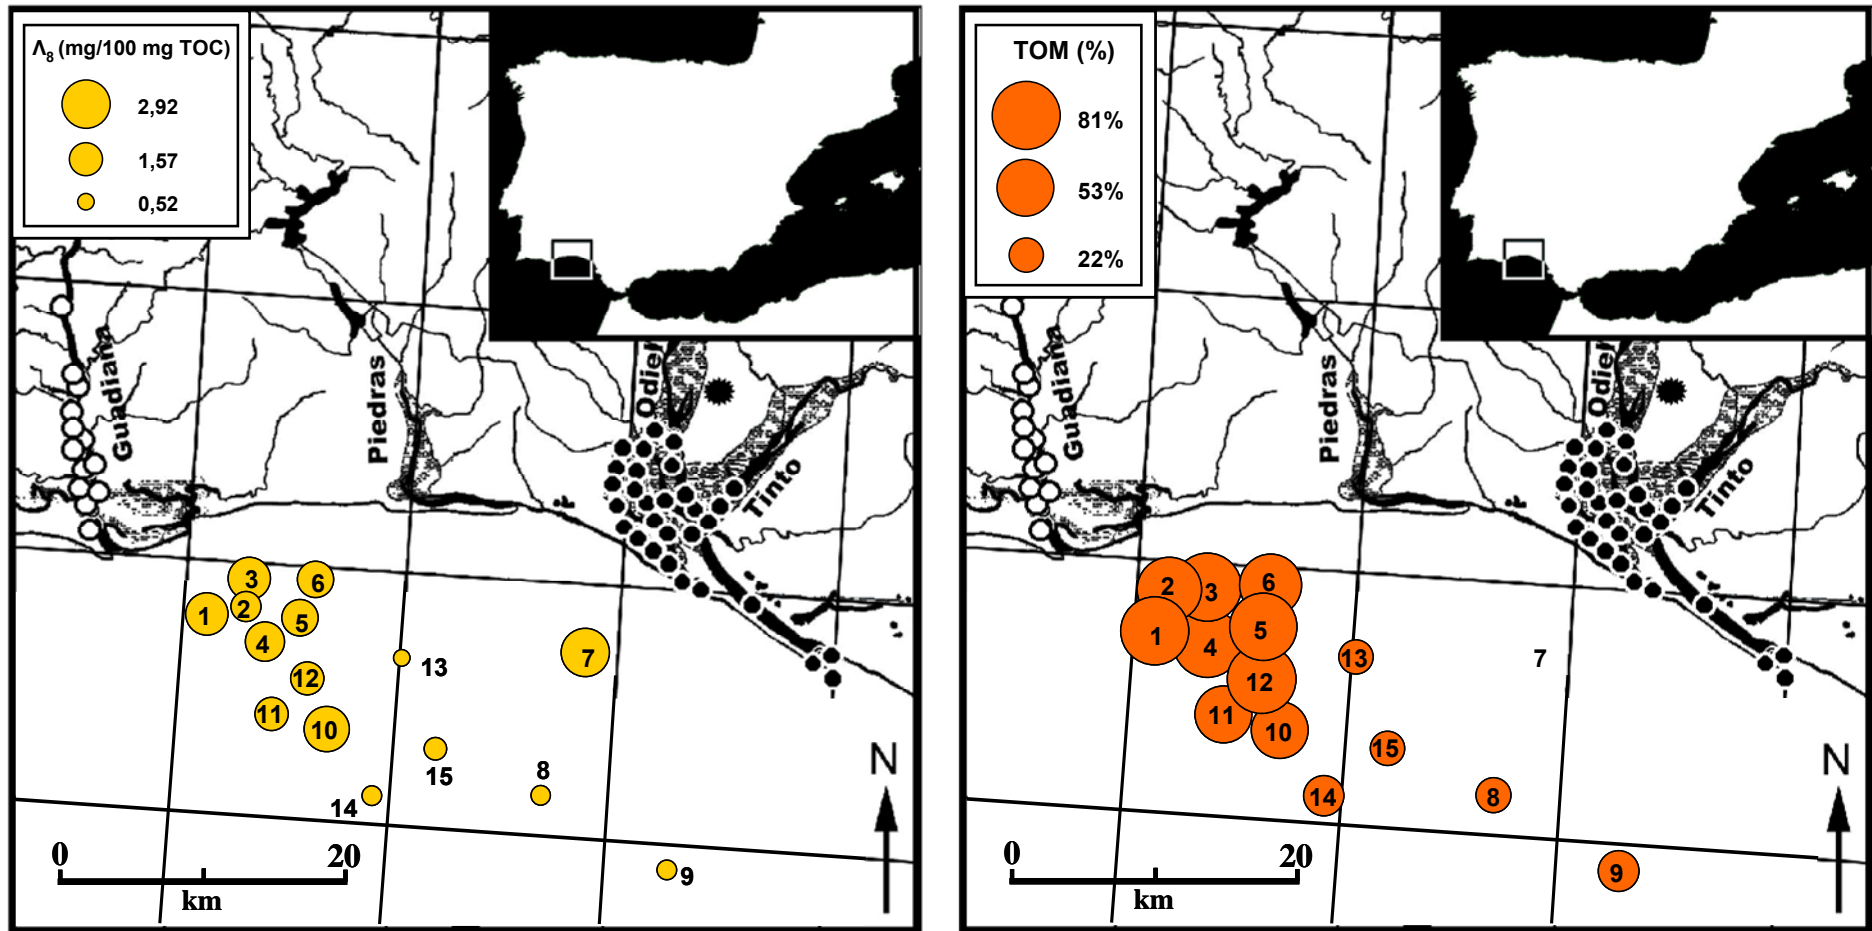 Λ8 (mg/100 mg TOC)
2,92
1,57
0,52
Guadiana
Piedras
Odiel
Tinto
3
6
1
2
5
4
13
7
12
11
10
15
8
14
9
0
20
km
N
TOM (%)
81%
53%
22%
Guadiana
Piedras
Odiel
Tinto
2
3
6
1
4
5
13
7
12
11
10
15
14
8
9
0
20
km
N